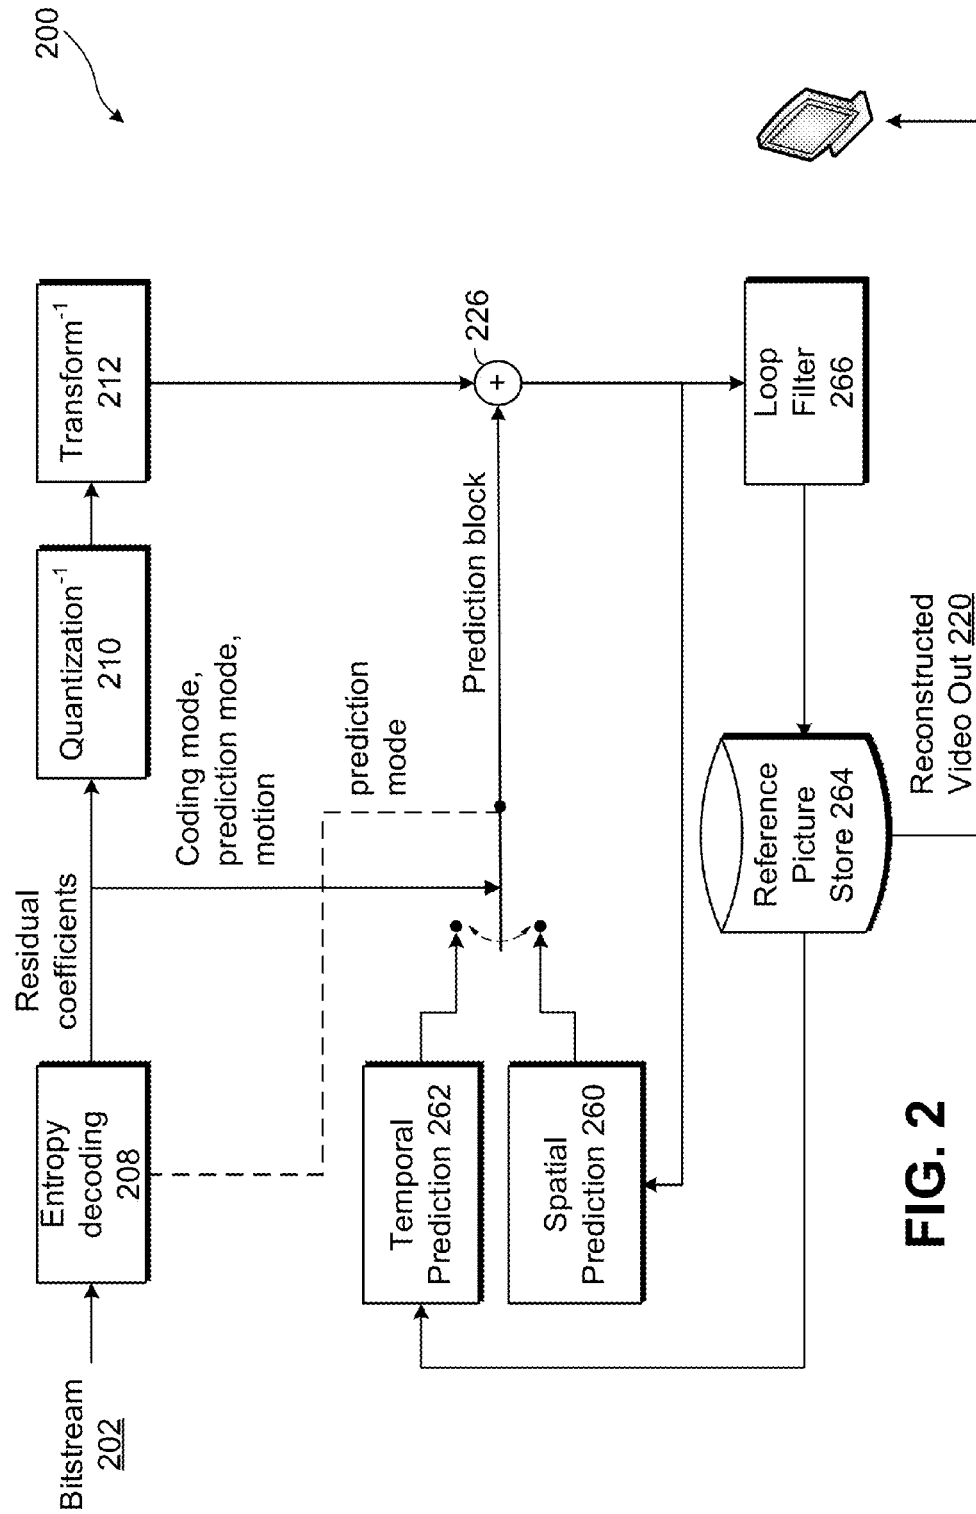 200
Bitstream
202
Entropy
decoding
208
Residual
coefficients
Quantization⁻¹
210
Transform⁻¹
212
Coding mode,
prediction mode,
motion
prediction
mode
Temporal
Prediction 262
Spatial
Prediction 260
Prediction block
+
226
Loop
Filter
266
Reference
Picture
Store 264
Reconstructed
Video Out 220
FIG. 2